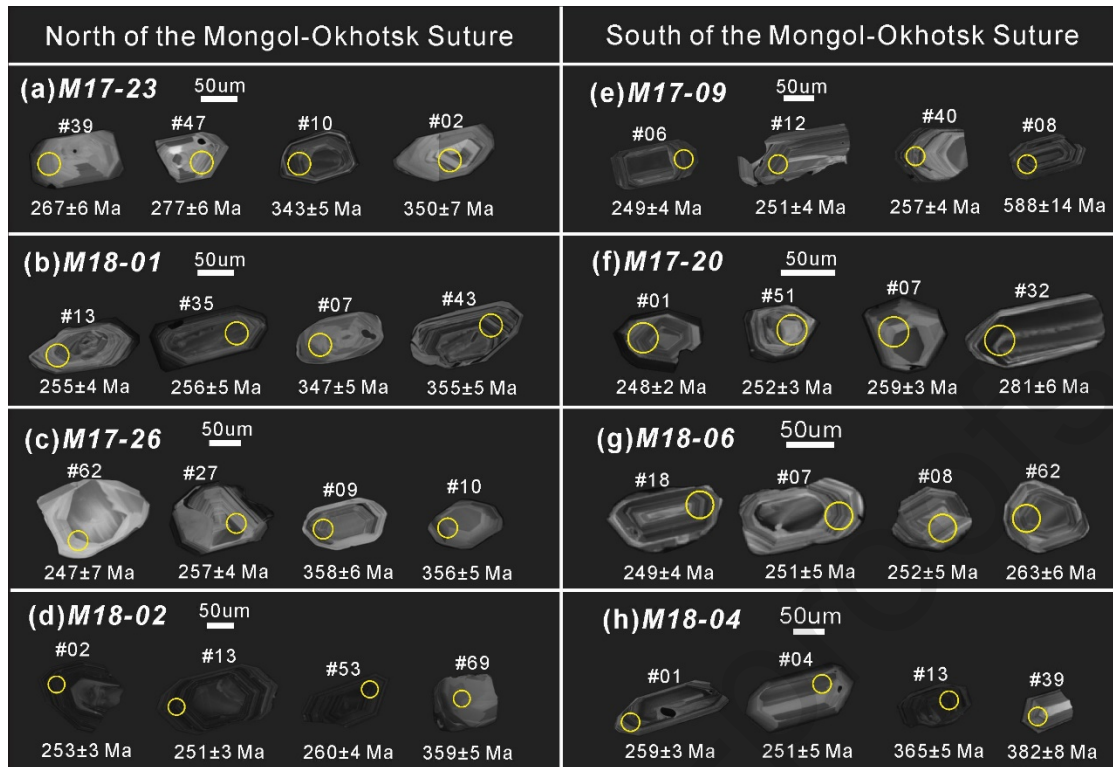 North of the Mongol-Okhotsk Suture
South of the Mongol-Okhotsk Suture
(a) M17-23
50um
#39
#47
#10
#02
267±6 Ma
277±6 Ma
343±5 Ma
350±7 Ma
(b) M18-01
50um
#13
#35
#07
#43
255±4 Ma
256±5 Ma
347±5 Ma
355±5 Ma
(c) M17-26
50um
#62
#27
#09
#10
247±7 Ma
257±4 Ma
358±6 Ma
356±5 Ma
(d) M18-02
50um
#02
#13
#53
#69
253±3 Ma
251±3 Ma
260±4 Ma
359±5 Ma
(e) M17-09
50um
#06
#12
#40
#08
249±4 Ma
251±4 Ma
257±4 Ma
588±14 Ma
(f) M17-20
50um
#01
#51
#07
#32
248±2 Ma
252±3 Ma
259±3 Ma
281±6 Ma
(g) M18-06
50um
#18
#07
#08
#62
249±4 Ma
251±5 Ma
252±5 Ma
263±6 Ma
(h) M18-04
50um
#01
#04
#13
#39
259±3 Ma
251±5 Ma
365±5 Ma
382±8 Ma